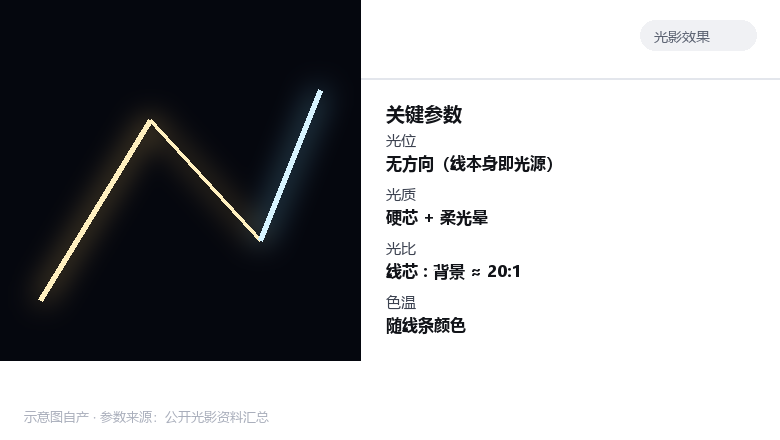 光影效果
关键参数
光位
无方向（线本身即光源）
光质
硬芯 + 柔光晕
光比
线芯 : 背景 ≈ 20:1
色温
随线条颜色
示意图自产 · 参数来源：公开光影资料汇总